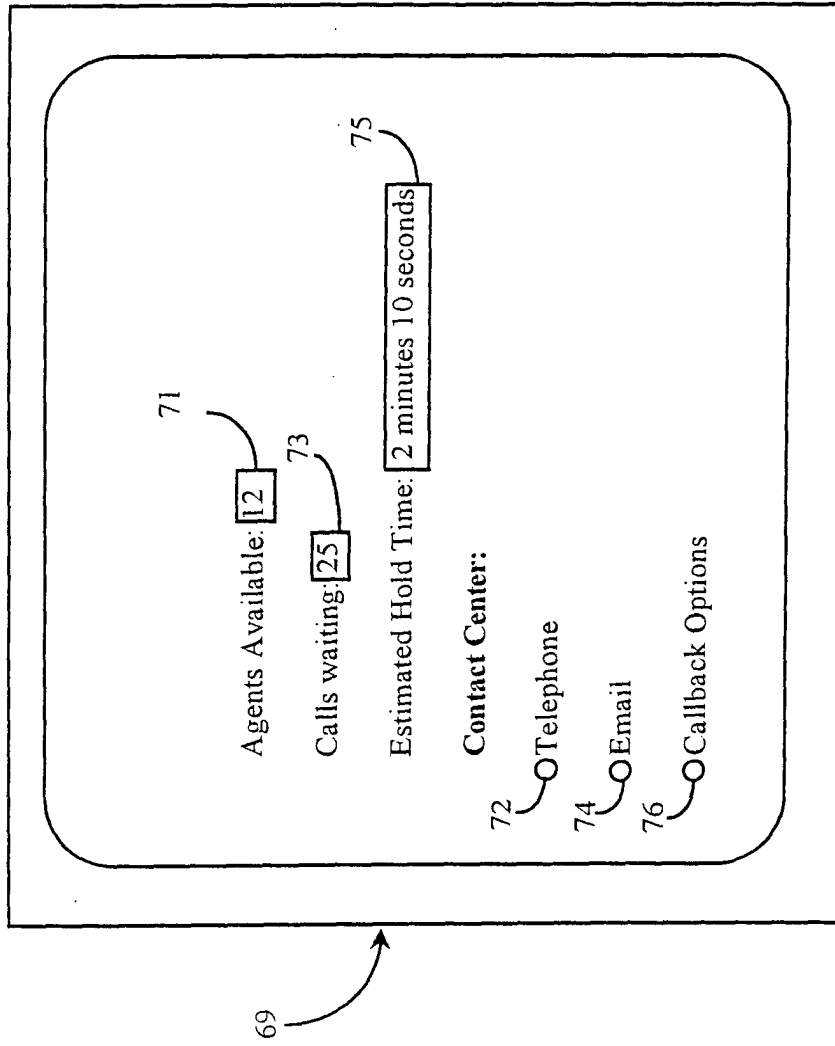 71
Agents Available: 12
73
Calls waiting: 25
75
Estimated Hold Time: 2 minutes 10 seconds
Contact Center:
72
Telephone
74
Email
76
Callback Options
69